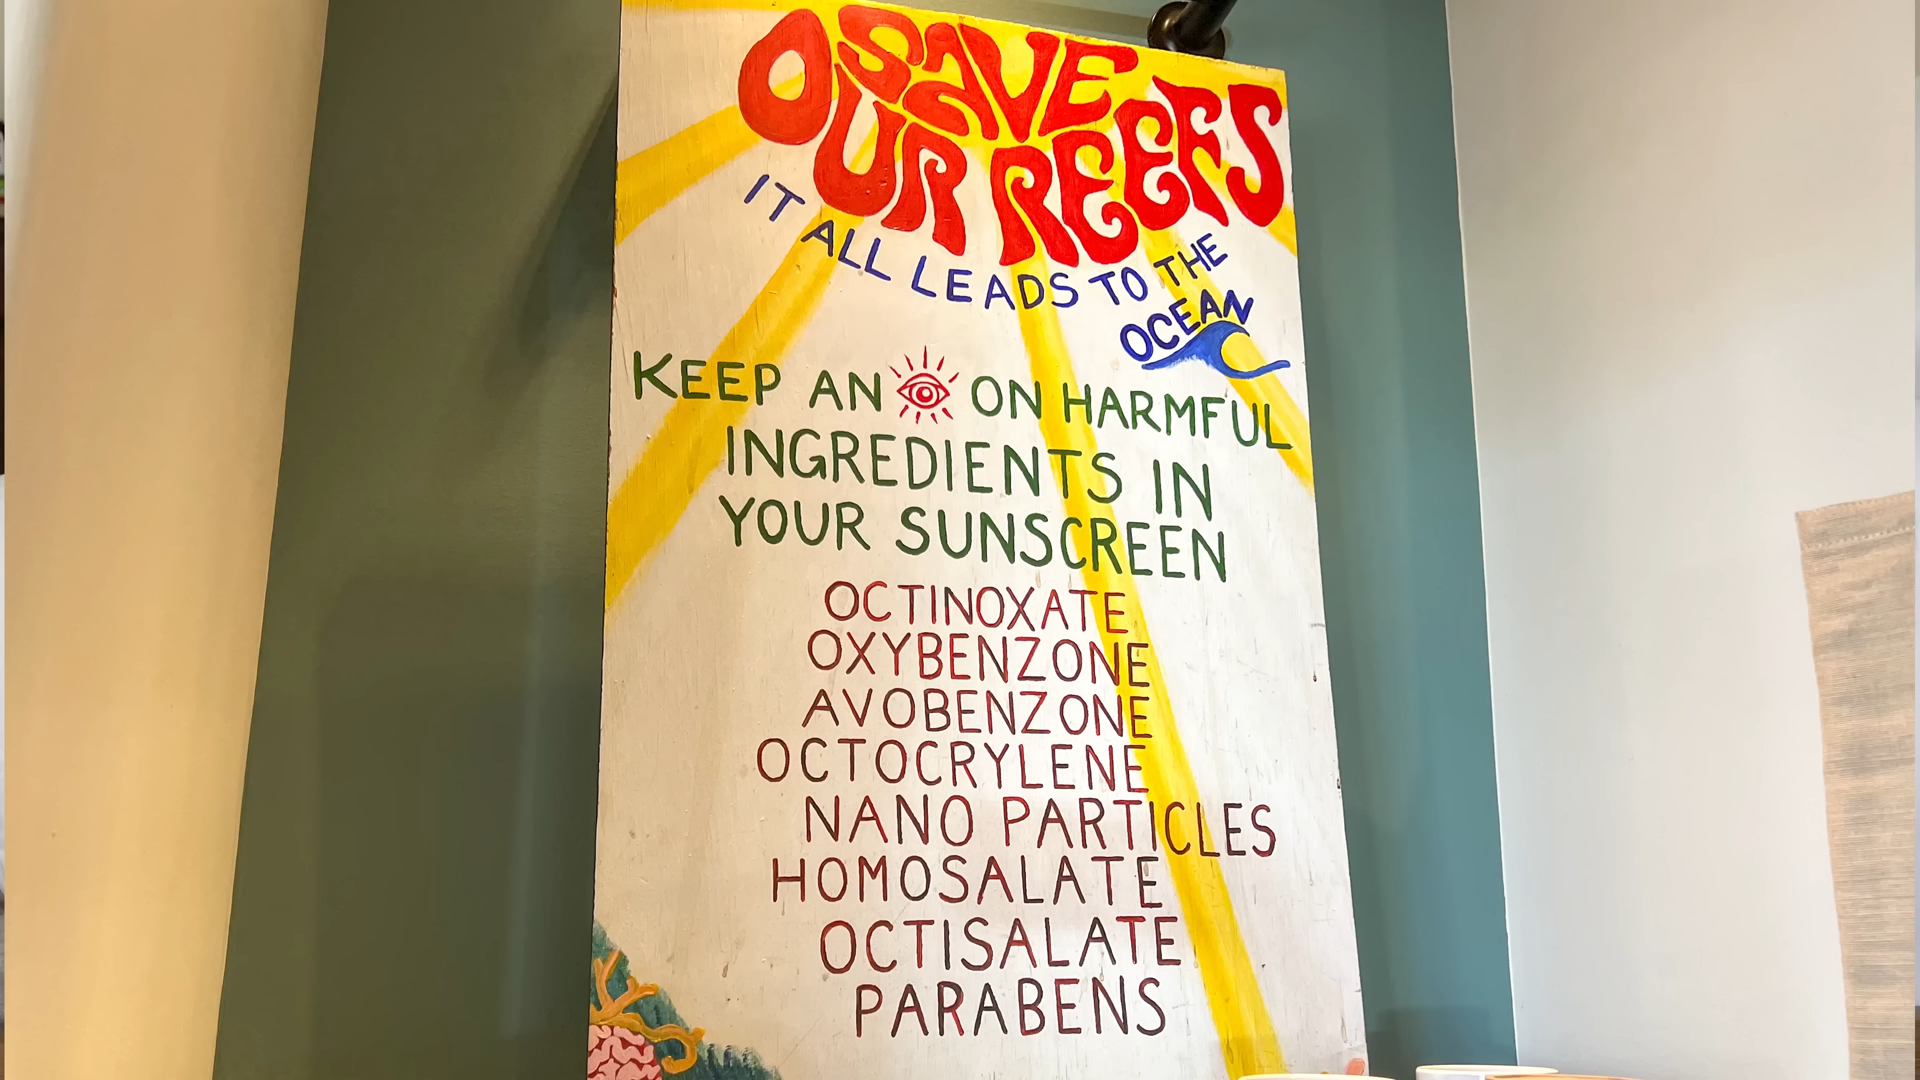 SAVE
OUR REEFS
IT ALL LEADS TO THE
OCEAN
KEEP AN ON HARMFUL
INGREDIENTS IN
YOUR SUNSCREEN
OCTINOXATE
OXYBENZONE
AVOBENZONE
OCTOCRYLENE
NANO PARTICLES
HOMOSALATE
OCTISALATE
PARABENS